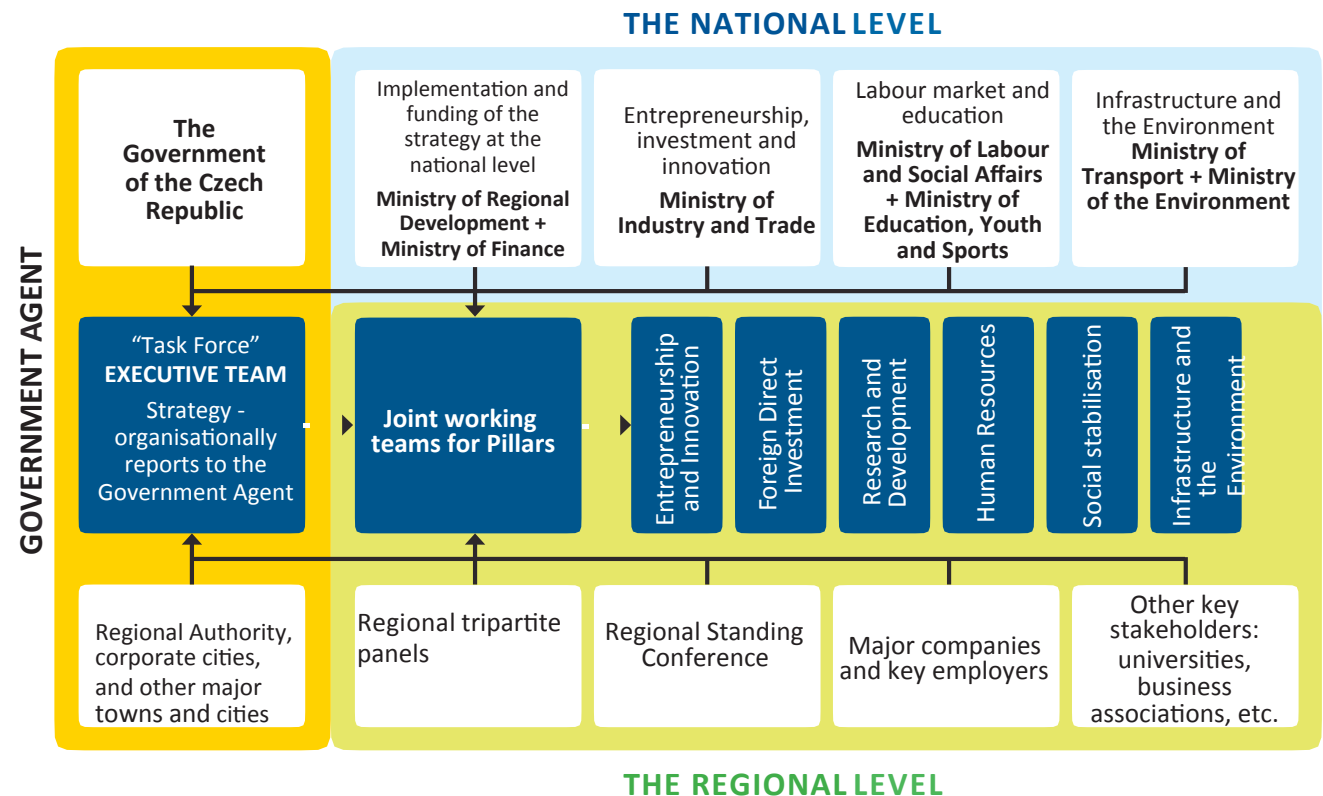 THE NATIONAL LEVEL
GOVERNMENT AGENT
The
Government
of the Czech
Republic
Implementation and
funding of the
strategy at the
national level
Ministry of Regional
Development +
Ministry of Finance
Entrepreneurship,
investment and
innovation
Ministry of
Industry and Trade
Labour market and
education
Ministry of Labour
and Social Affairs
+ Ministry of
Education, Youth
and Sports
Infrastructure and
the Environment
Ministry of
Transport + Ministry
of the Environment
“Task Force”
EXECUTIVE TEAM
Strategy -
organisationally
reports to the
Government Agent
Joint working
teams for Pillars
Entrepreneurship
and Innovation
Foreign Direct
Investment
Research and
Development
Human Resources
Social stabilisation
Infrastructure and
the
Environment
Regional Authority,
corporate cities,
and other major
towns and cities
Regional tripartite
panels
Regional Standing
Conference
Major companies
and key employers
Other key
stakeholders:
universities,
business
associations, etc.
THE REGIONAL LEVEL